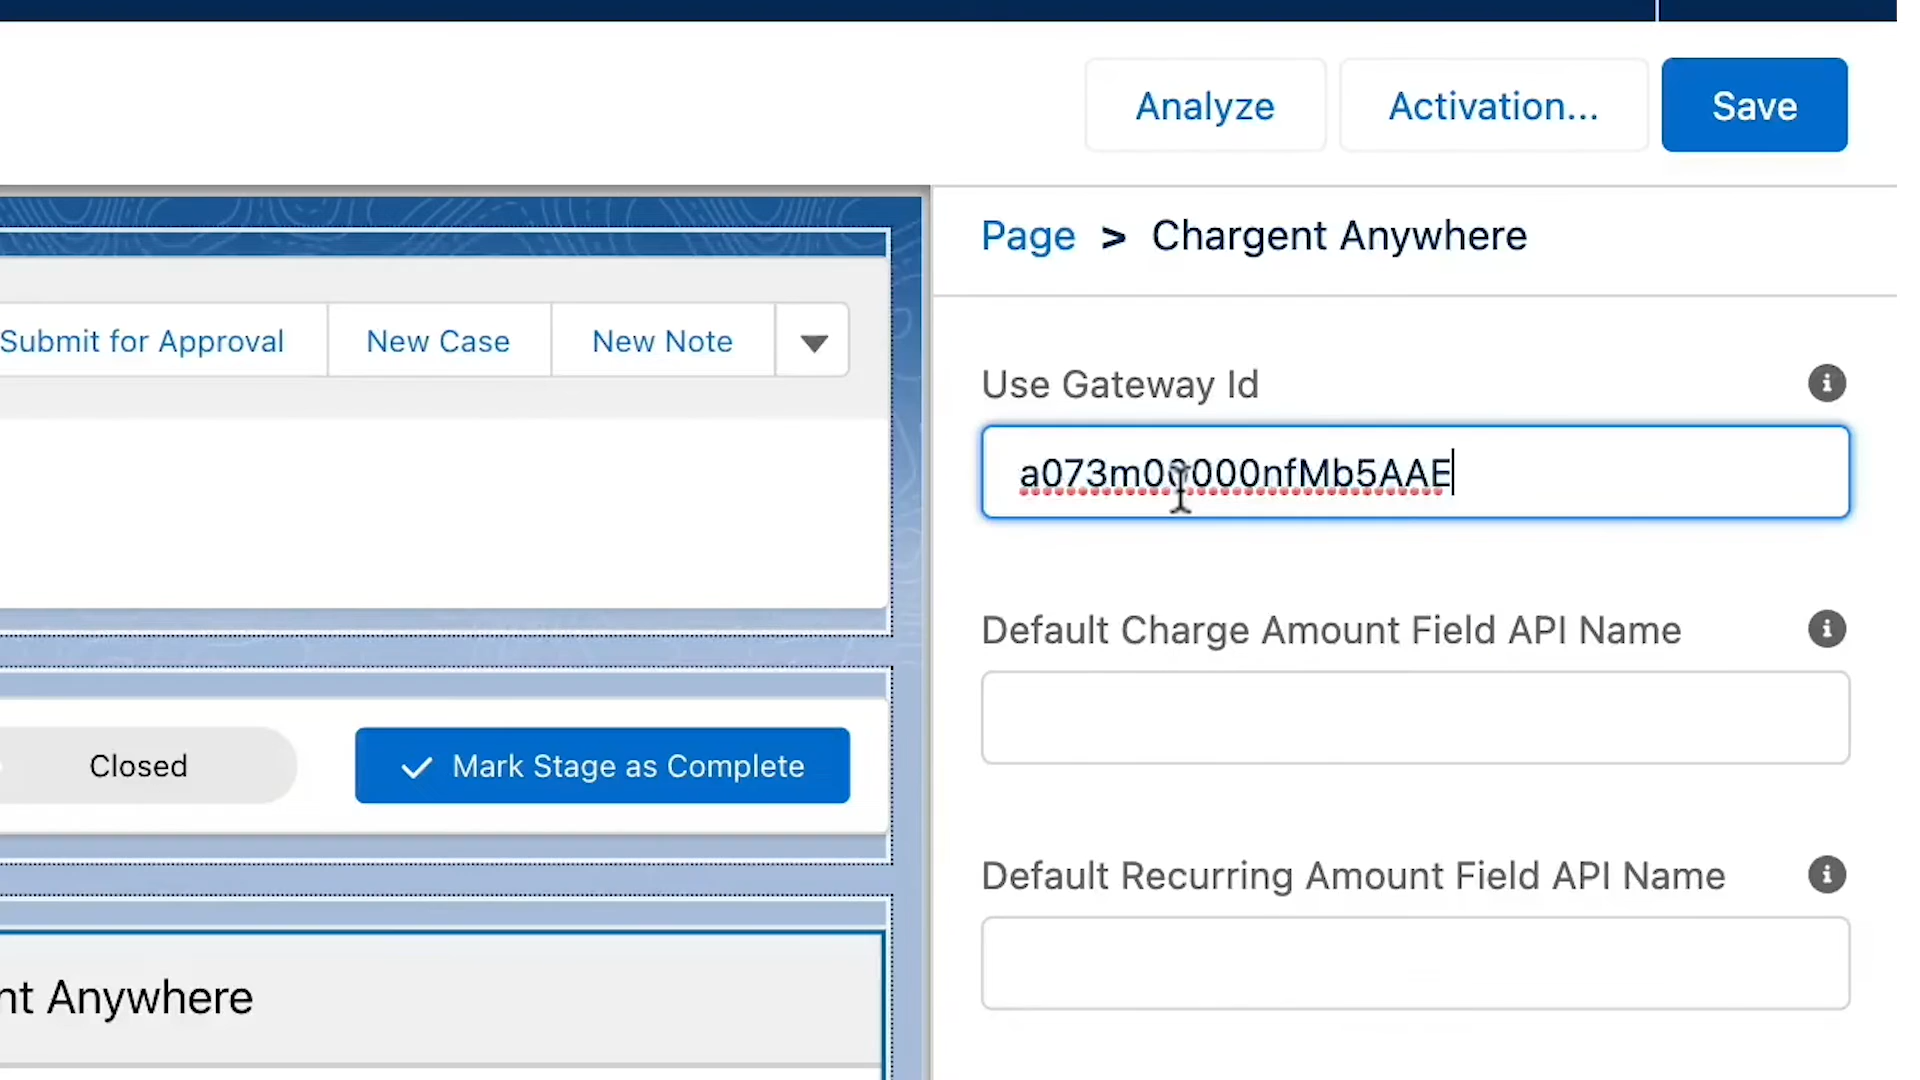 Analyze
Activation...
Save
Page > Chargent Anywhere
Submit for Approval
New Case
New Note
Use Gateway Id
a073m00000nfMb5AAE
Default Charge Amount Field API Name
Closed
Mark Stage as Complete
Default Recurring Amount Field API Name
nt Anywhere